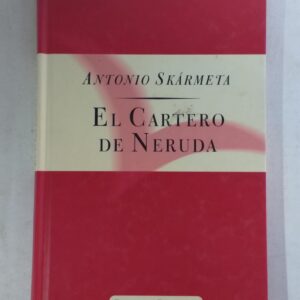 ANTONIO SKÁRMETA
EL CARTERO
DE NERUDA